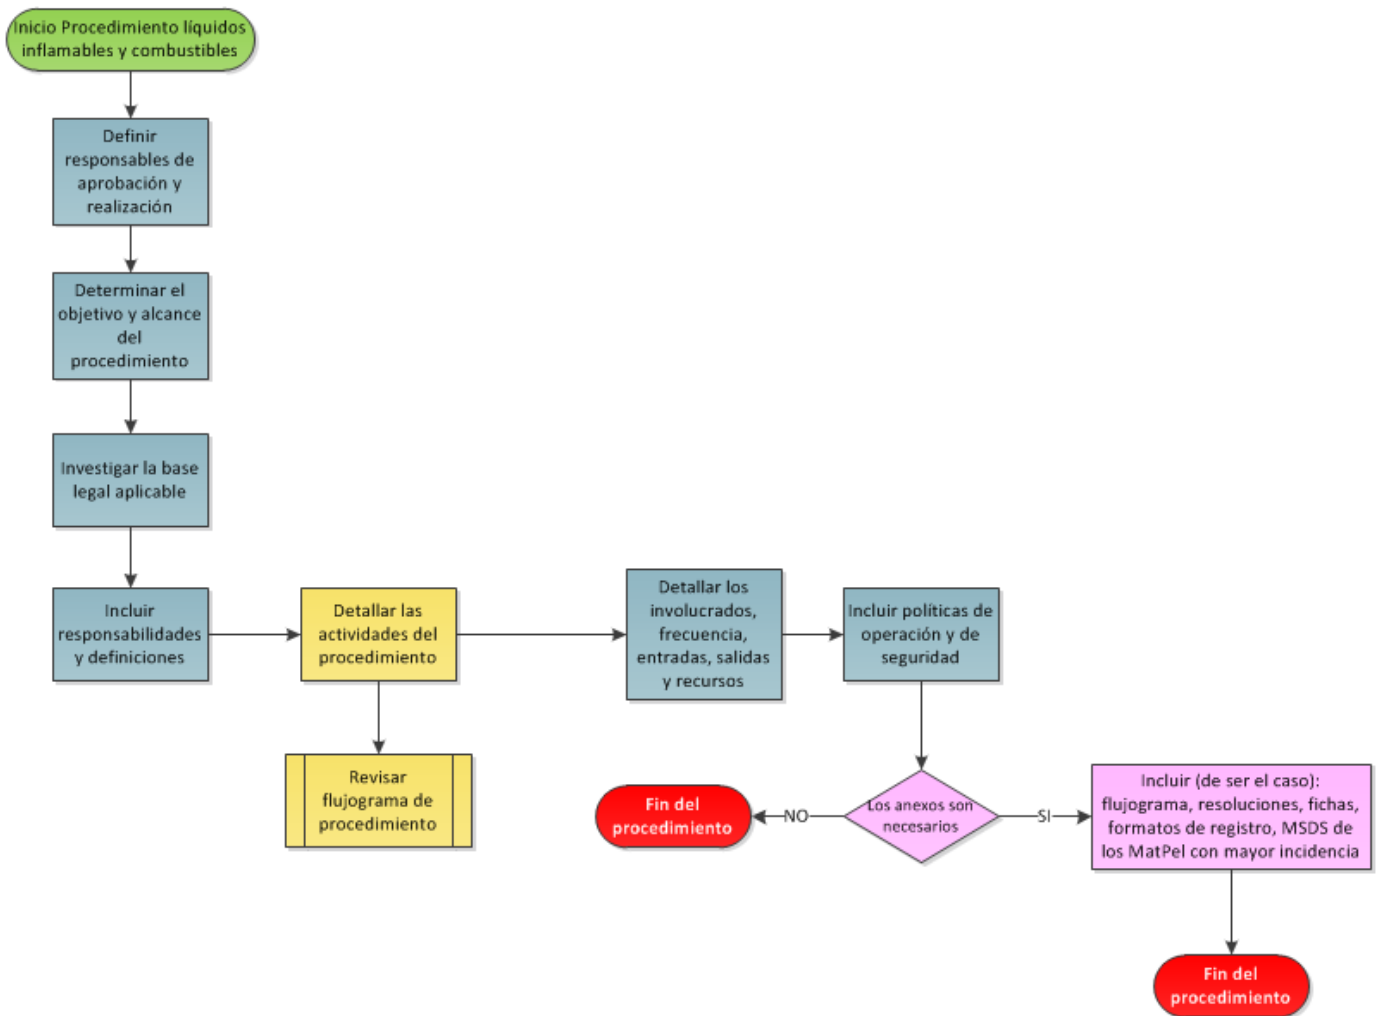 Inicio Procedimiento líquidos
inflamables y combustibles
Definir
responsables de
aprobación y
realización
Determinar el
objetivo y alcance
del
procedimiento
Investigar la base
legal aplicable
Incluir
responsabilidades
y definiciones
Detallar las
actividades del
procedimiento
Revisar
flujograma de
procedimiento
Detallar los
involucrados,
frecuencia,
entradas, salidas
y recursos
Incluir políticas de
operación y de
seguridad
Los anexos son
necesarios
NO
Fin del
procedimiento
SI
Incluir (de ser el caso):
flujograma, resoluciones, fichas,
formatos de registro, MSDS de
los MatPel con mayor incidencia
Fin del
procedimiento